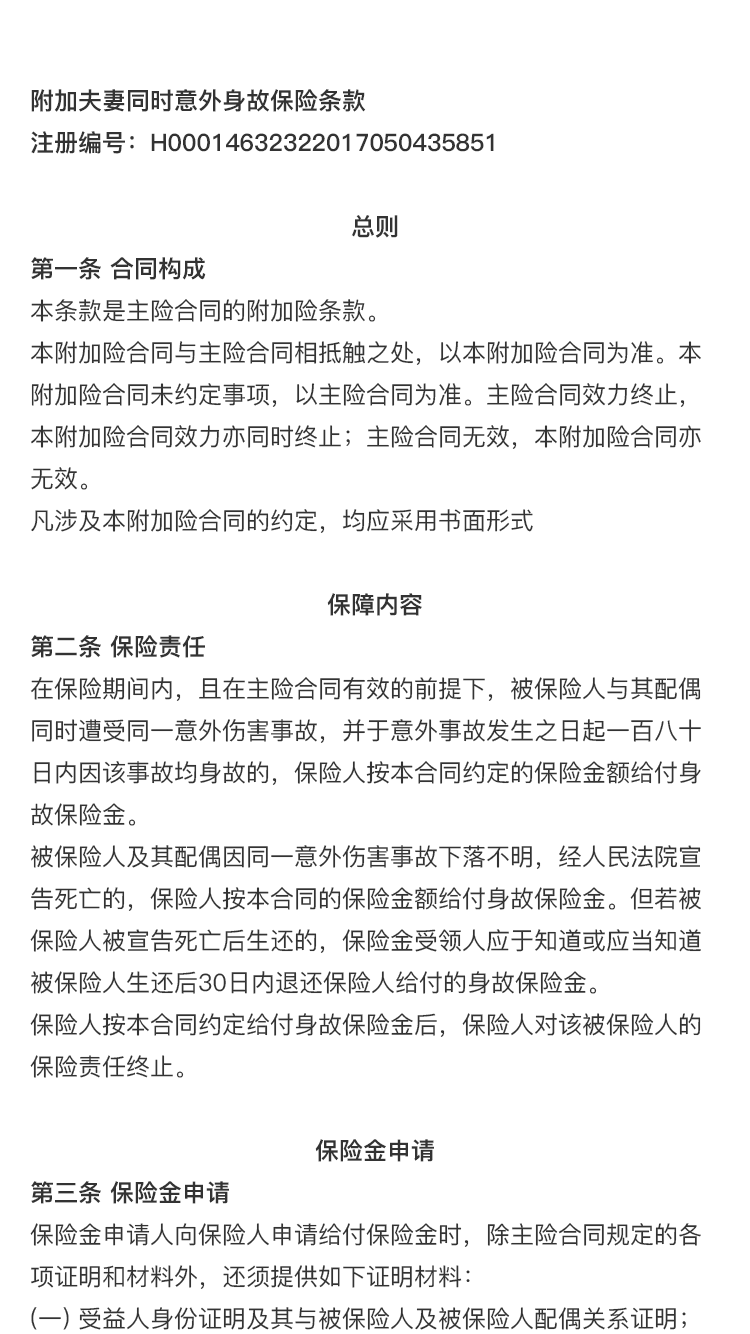 附加夫妻同时意外身故保险条款
注册编号：H00014632322017050435851
总则
第一条 合同构成
本条款是主险合同的附加险条款。
本附加险合同与主险合同相抵触之处，以本附加险合同为准。本
附加险合同未约定事项，以主险合同为准。主险合同效力终止，
本附加险合同效力亦同时终止；主险合同无效，本附加险合同亦
无效。
凡涉及本附加险合同的约定，均应采用书面形式
保障内容
第二条 保险责任
在保险期间内，且在主险合同有效的前提下，被保险人与其配偶
同时遭受同一意外伤害事故，并于意外事故发生之日起一百八十
日内因该事故均身故的，保险人按本合同约定的保险金额给付身
故保险金。
被保险人及其配偶因同一意外伤害事故下落不明，经人民法院宣
告死亡的，保险人按本合同的保险金额给付身故保险金。但若被
保险人被宣告死亡后生还的，保险金受领人应于知道或应当知道
被保险人生还后30日内退还保险人给付的身故保险金。
保险人按本合同约定给付身故保险金后，保险人对该被保险人的
保险责任终止。
保险金申请
第三条 保险金申请
保险金申请人向保险人申请给付保险金时，除主险合同规定的各
项证明和材料外，还须提供如下证明材料：
(一) 受益人身份证明及其与被保险人及被保险人配偶关系证明；